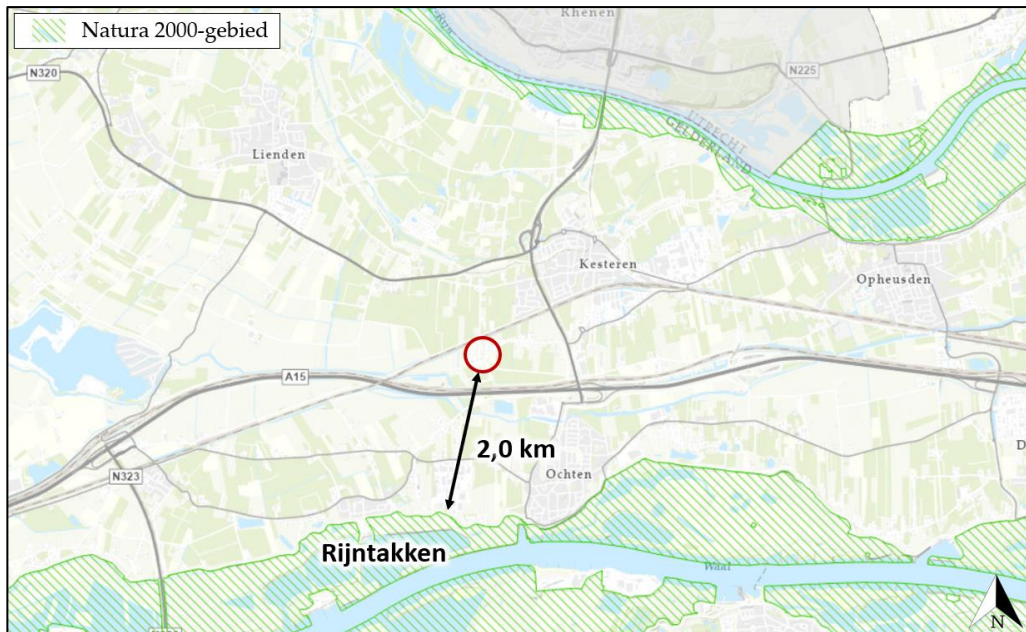 Natura 2000-gebied
Rhenen
N320
N225
Rijn
UTRECHT
GELDERLAND
Lienden
Kesteren
Opheusden
A15
2,0 km
N323
Ochten
D
Rijntakken
Waal
N